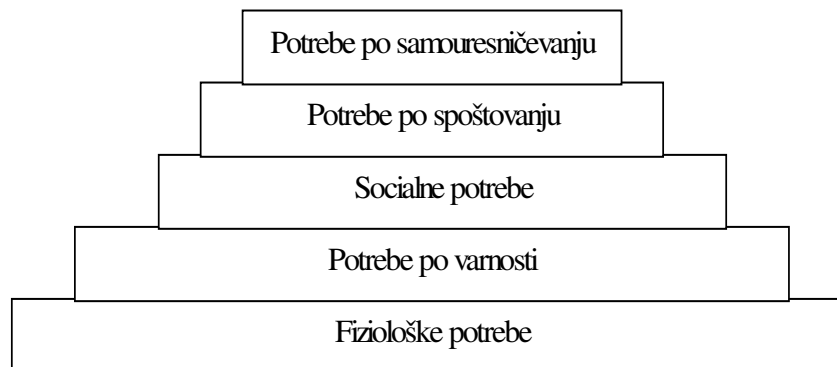 Potrebe po samouresničevanju
Potrebe po spoštovanju
Socialne potrebe
Potrebe po varnosti
Fiziološke potrebe